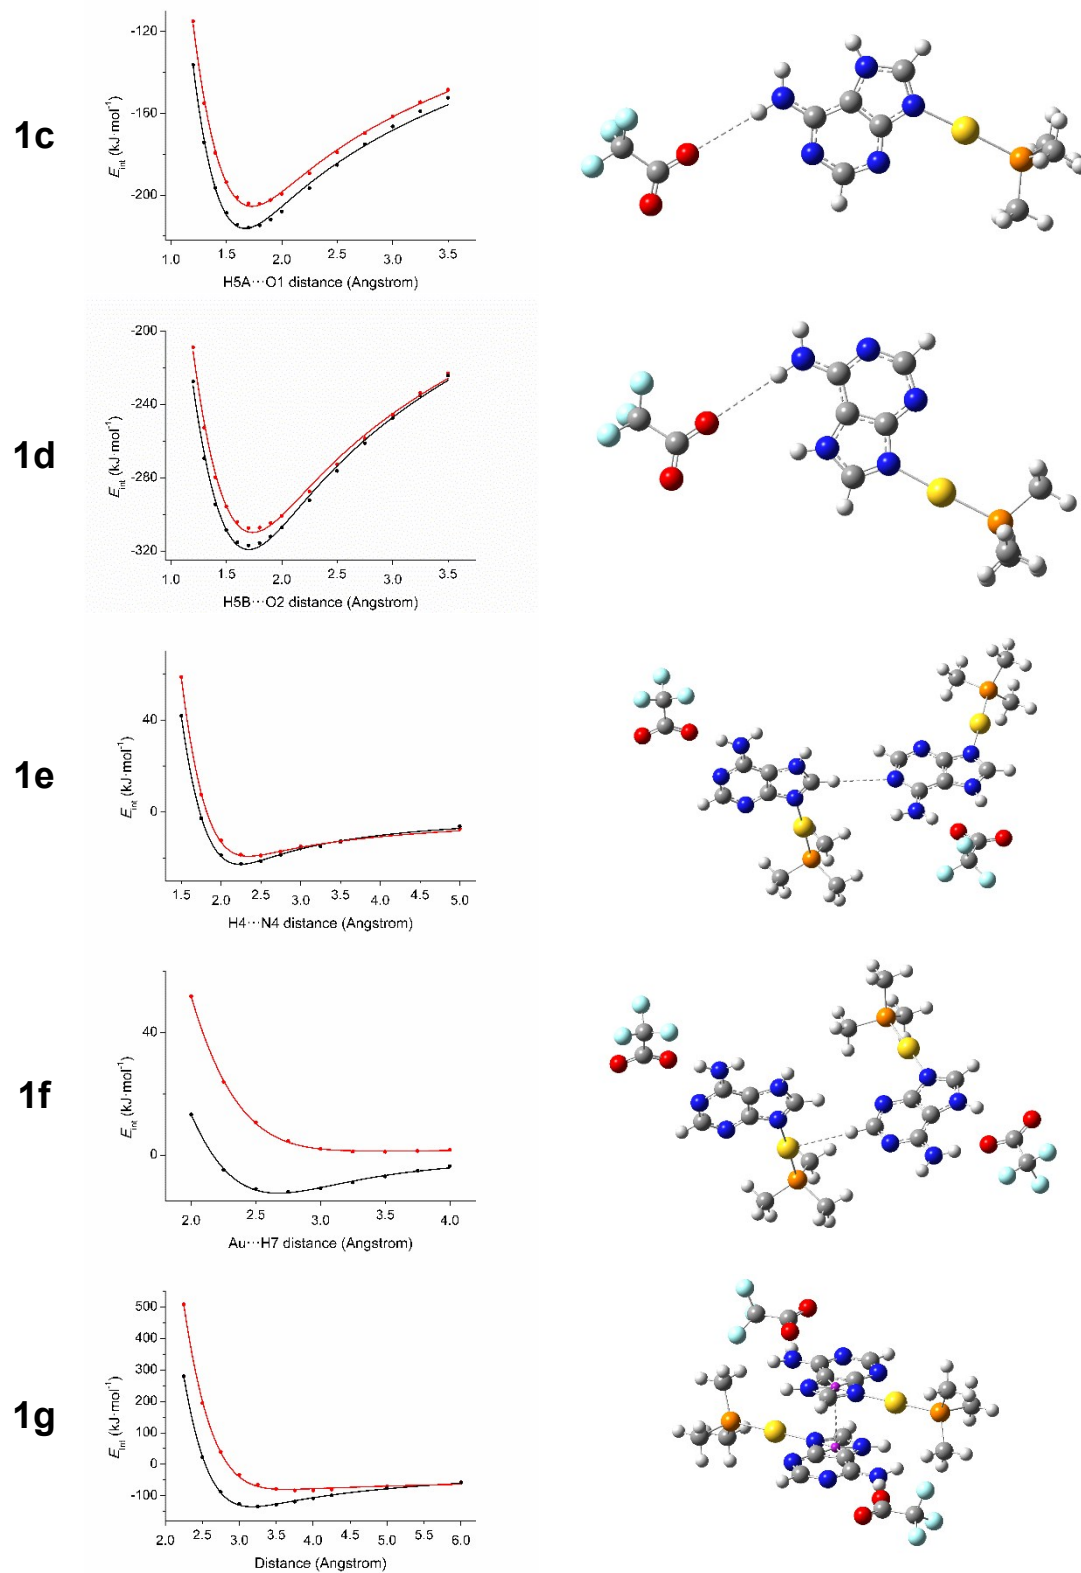 1c
E_int (kJ·mol⁻¹)
-120
-160
-200
1.0 1.5 2.0 2.5 3.0 3.5
H5A···O1 distance (Angstrom)
1d
E_int (kJ·mol⁻¹)
-200
-240
-280
-320
1.0 1.5 2.0 2.5 3.0 3.5
H5B···O2 distance (Angstrom)
1e
E_int (kJ·mol⁻¹)
40
0
1.5 2.0 2.5 3.0 3.5 4.0 4.5 5.0
H4···N4 distance (Angstrom)
1f
E_int (kJ·mol⁻¹)
40
0
2.0 2.5 3.0 3.5 4.0
Au···H7 distance (Angstrom)
1g
E_int (kJ·mol⁻¹)
500
400
300
200
100
0
-100
2.0 2.5 3.0 3.5 4.0 4.5 5.0 5.5 6.0
Distance (Angstrom)